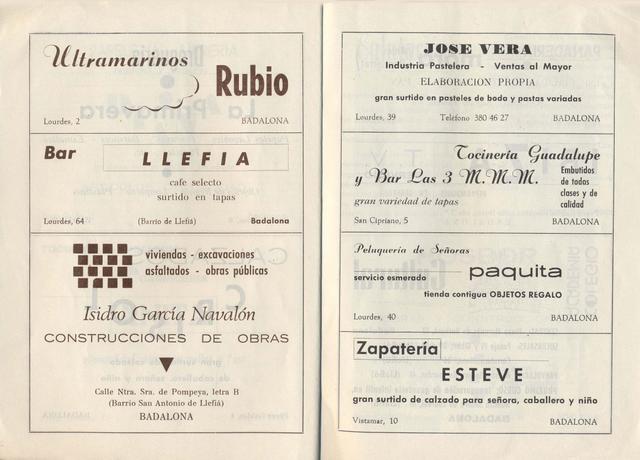 Ultramarinos
Rubio
Lourdes, 2 BADALONA
Bar LLEFIA
cafe selecto
surtido en tapas
Lourdes, 64 (Barrio de Llefiá) Badalona
viviendas - excavaciones
asfaltados - obras públicas
Isidro García Navalón
CONSTRUCCIONES DE OBRAS
Calle Ntra. Sra. de Pompeya, letra B
(Barrio San Antonio de Llefiá)
BADALONA
JOSE VERA
Industria Pastelera - Ventas al Mayor
ELABORACION PROPIA
gran surtido en pasteles de boda y pastas variadas
Lourdes, 39 Teléfono 380 46 27 BADALONA
Tocinería Guadalupe
y Bar Las 3 M.M.M.
gran variedad de tapas
Embutidos
de todas
clases y de
calidad
San Cipriano, 5 BADALONA
Peluquería de Señoras
servicio esmerado paquita
tienda contigua OBJETOS REGALO
Lourdes, 40 BADALONA
Zapatería
ESTEVE
gran surtido de calzado para señora, caballero y niño
Vistamar, 10 BADALONA